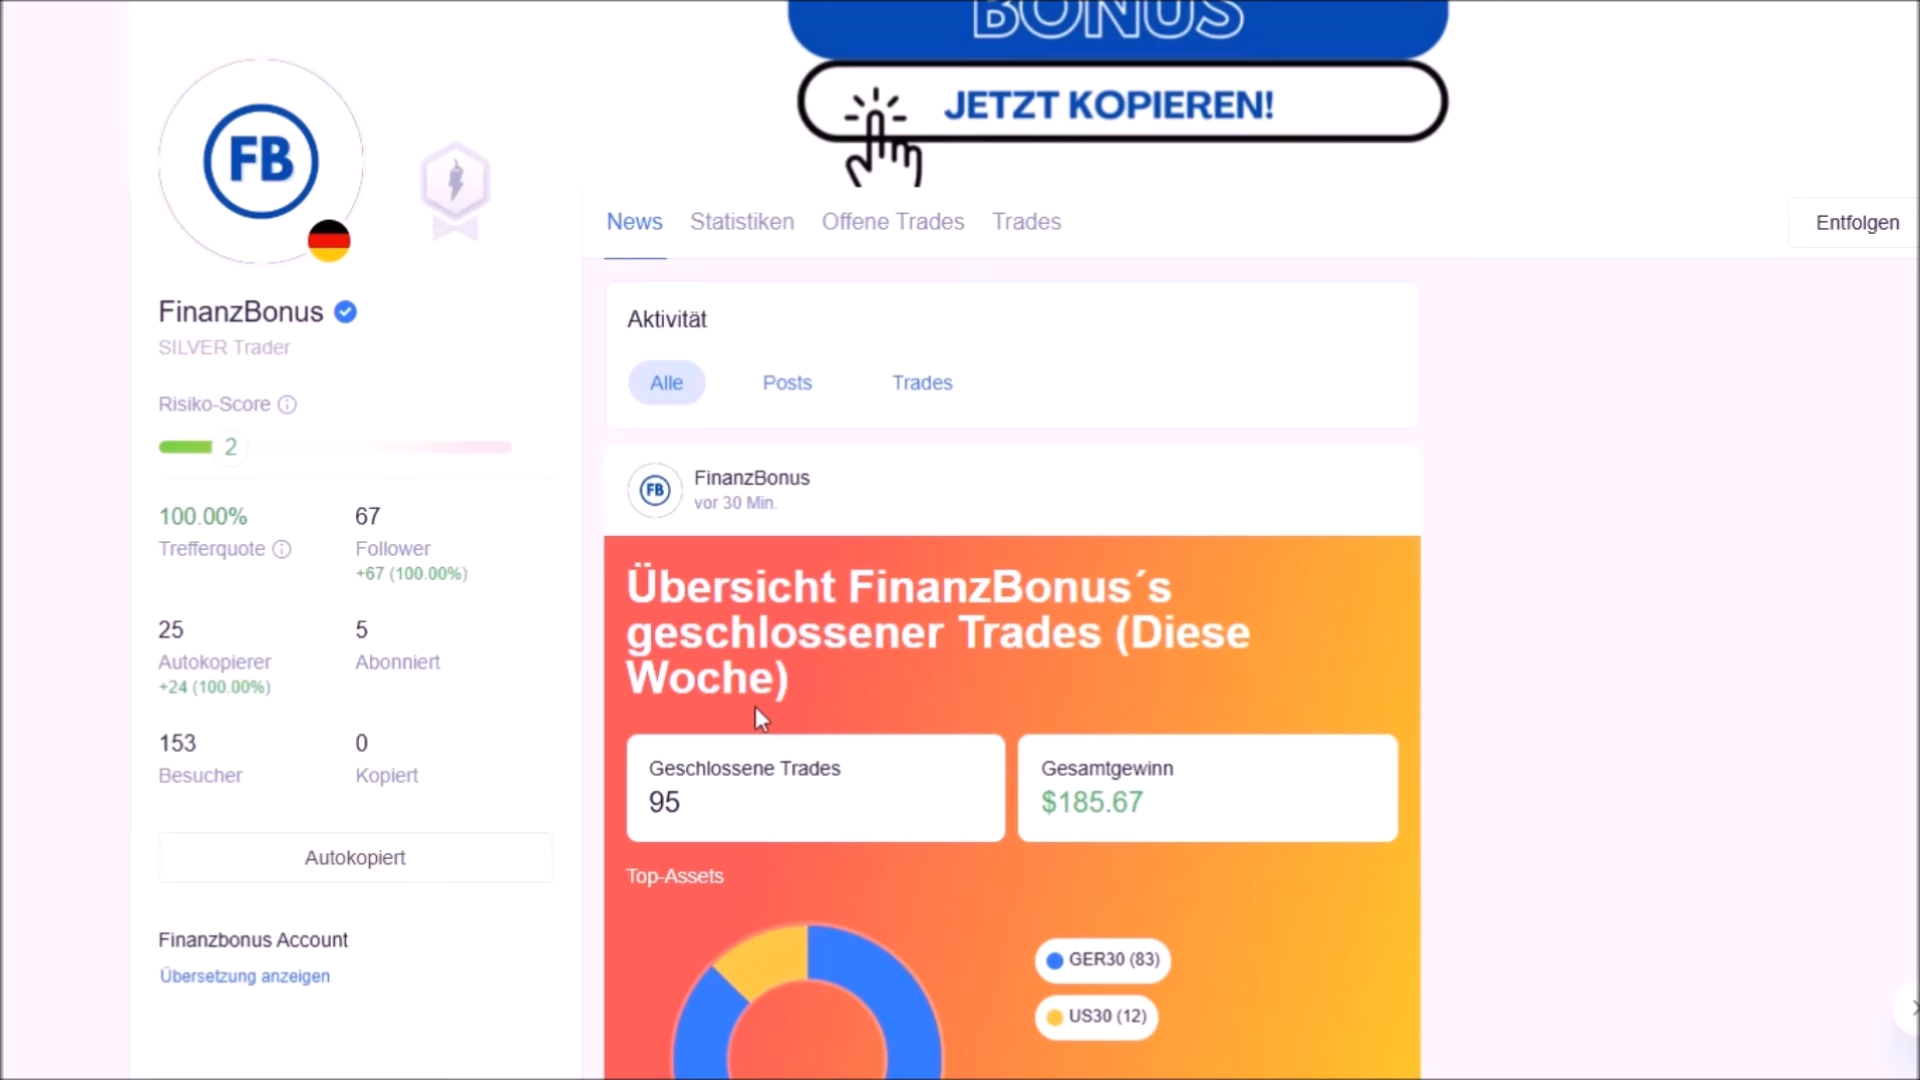 BONUS
JETZT KOPIEREN!
FB
News Statistiken Offene Trades Trades
Entfolgen
FinanzBonus
SILVER Trader
Risiko-Score
2
100.00%
Trefferquote
67
Follower
+67 (100.00%)
25
Autokopierer
+24 (100.00%)
5
Abonniert
153
Besucher
0
Kopiert
Autokopiert
Finanzbonus Account
Übersetzung anzeigen
Aktivität
Alle Posts Trades
FB
FinanzBonus
vor 30 Min.
Übersicht FinanzBonus´s
geschlossener Trades (Diese
Woche)
Geschlossene Trades
95
Gesamtgewinn
$185.67
Top-Assets
GER30 (83)
US30 (12)